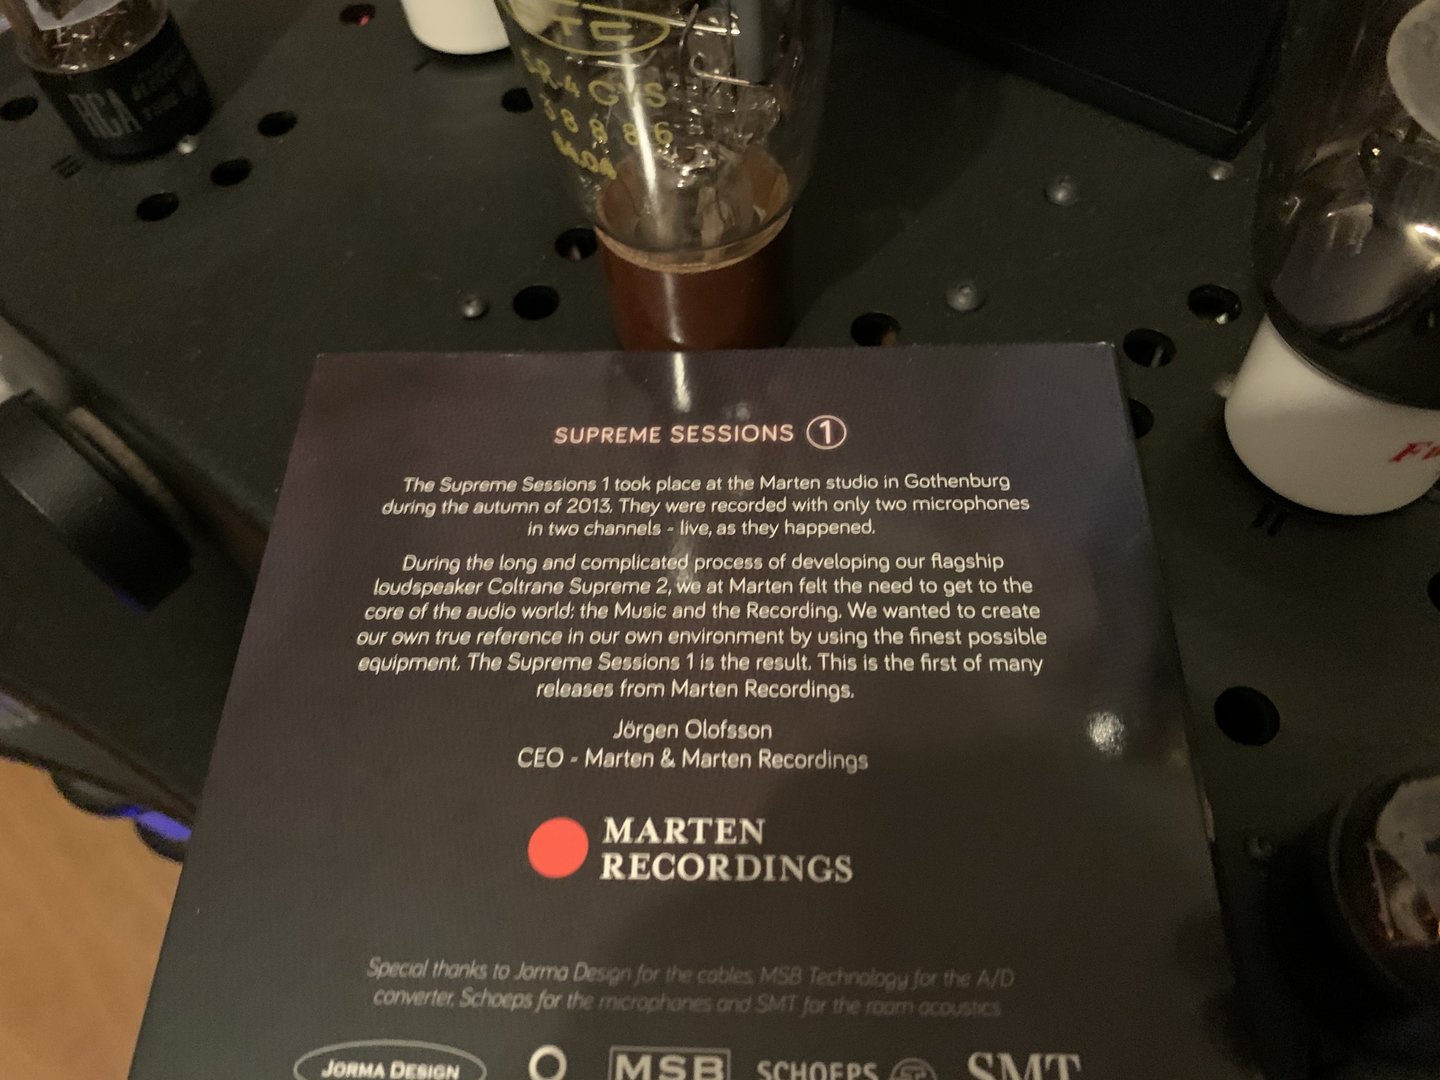 RCA
SUPREME SESSIONS 1
The Supreme Sessions 1 took place at the Marten studio in Gothenburg
during the autumn of 2013. They were recorded with only two microphones
in two channels - live, as they happened.
During the long and complicated process of developing our flagship
loudspeaker Coltrane Supreme 2, we at Marten felt the need to get to the
core of the audio world: the Music and the Recording. We wanted to create
our own true reference in our own environment by using the finest possible
equipment. The Supreme Sessions 1 is the result. This is the first of many
releases from Marten Recordings.
Jörgen Olofsson
CEO - Marten & Marten Recordings
MARTEN
RECORDINGS
Special thanks to Jorma Design for the cables, MSB Technology for the A/D
converter, Schoeps for the microphones and SMT for the room acoustics
JORMA DESIGN
MSB
SCHOEPS
SMT